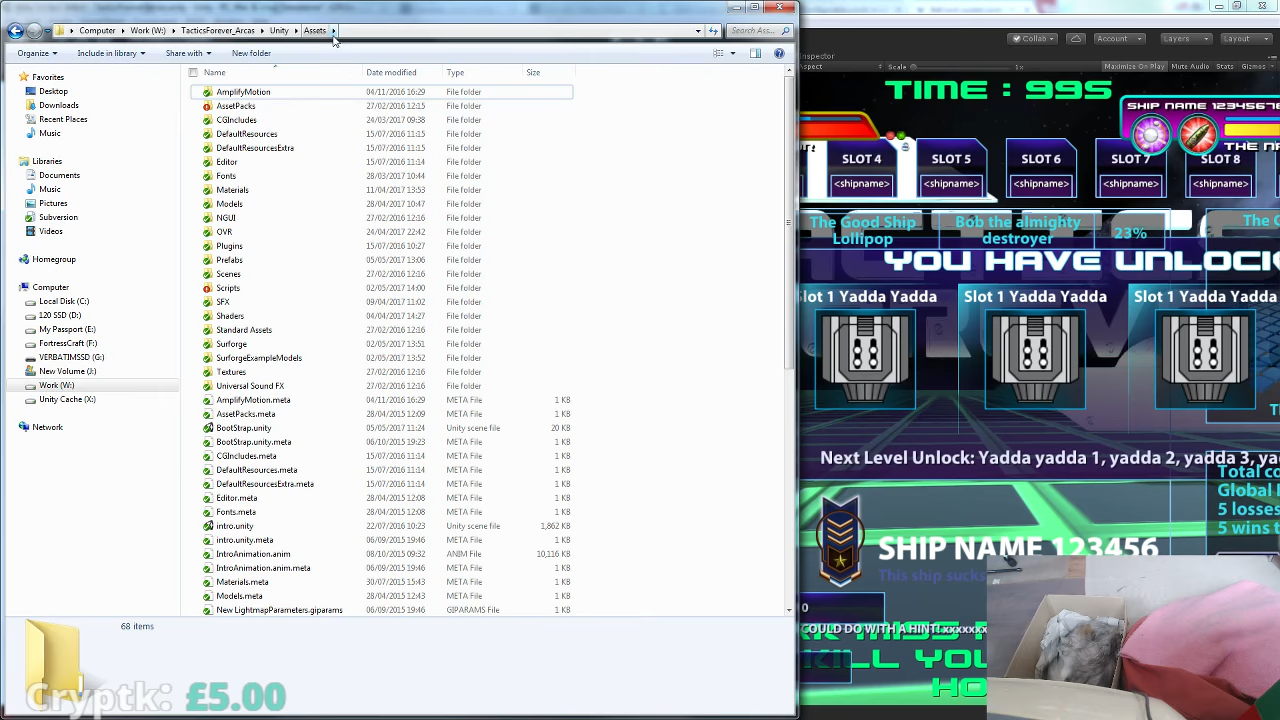 Computer ▸ Work (W:) ▸ TacticsForever_Arcas ▸ Unity ▸ Assets ▸
Search Ass...
Organize ▾ Include in library ▾ Share with ▾ New folder
Name Date modified Type Size
Favorites
Desktop
Downloads
Recent Places
Music
Libraries
Documents
Music
Pictures
Subversion
Videos
Homegroup
Computer
Local Disk (C:)
120 SSD (D:)
My Passport (E:)
FortressCraft (F:)
VERBATIMSSD (G:)
New Volume (J:)
Work (W:)
Unity Cache (X:)
Network
AmplifyMotion 04/11/2016 16:29 File folder
AssetPacks 27/02/2016 12:15 File folder
CGIncludes 24/03/2017 09:38 File folder
DefaultResources 15/07/2016 11:15 File folder
DefaultResourcesExtra 15/07/2016 11:15 File folder
Editor 15/07/2016 11:14 File folder
Fonts 28/03/2017 10:44 File folder
Materials 11/04/2017 13:53 File folder
Models 28/04/2017 10:47 File folder
NGUI 27/02/2016 12:16 File folder
OVR 24/04/2017 22:42 File folder
Plugins 15/07/2016 10:27 File folder
Prefabs 05/05/2017 13:06 File folder
Scenes 27/02/2016 12:16 File folder
Scripts 02/05/2017 14:00 File folder
SFX 09/04/2017 11:02 File folder
Shaders 04/04/2017 14:27 File folder
Standard Assets 27/02/2016 12:16 File folder
Surforge 02/05/2017 13:51 File folder
SurforgeExampleModels 02/05/2017 13:52 File folder
Textures 27/02/2016 12:16 File folder
Universal Sound FX 27/02/2016 12:16 File folder
AmplifyMotion.meta 04/11/2016 16:29 META File 1 KB
AssetPacks.meta 28/04/2015 12:09 META File 1 KB
BootStrap.unity 05/05/2017 11:24 Unity scene file 20 KB
BootStrap.unity.meta 06/10/2015 19:23 META File 1 KB
CGIncludes.meta 15/07/2016 11:14 META File 1 KB
DefaultResources.meta 15/07/2016 11:14 META File 1 KB
DefaultResourcesExtra.meta 15/07/2016 11:14 META File 1 KB
Editor.meta 28/04/2015 12:08 META File 1 KB
Fonts.meta 28/04/2015 12:08 META File 1 KB
intro.unity 22/07/2016 10:23 Unity scene file 1,862 KB
intro.unity.meta 06/09/2015 19:46 META File 1 KB
IntroAnimation.anim 08/10/2015 09:32 ANIM File 10,116 KB
IntroAnimation.anim.meta 06/09/2015 19:46 META File 1 KB
Materials.meta 30/07/2015 15:43 META File 1 KB
Models.meta 28/04/2015 12:43 META File 1 KB
New LightmapParameters.giparams 06/09/2015 19:46 GIPARAMS File 1 KB
68 items
Cryptk: £5.00
Collab ▾ Account ▾ Layers ▾ Layout ▾
Inspector
Aspect Scale 1x Maximize On Play Mute Audio Stats Gizmos
TIME : 995
SHIP NAME 12345678
SLOT 4 SLOT 5 SLOT 6 SLOT 7 SLOT 8
<shipname> <shipname> <shipname> <shipname> <shipname>
The Good Ship Lollipop
Bob the almighty destroyer
23%
YOU HAVE UNLOC
Slot 1 Yadda Yadda Slot 1 Yadda Yadda Slot 1 Yadda Yadda
Next Level Unlock: Yadda yadda 1, yadda 2, yadda 3, yad
Total co
Global
5 losses
5 wins t
SHIP NAME 123456
This ship sucks
0
COULD DO WITH A HINT! xxxxxxx
KILL YOU
HO